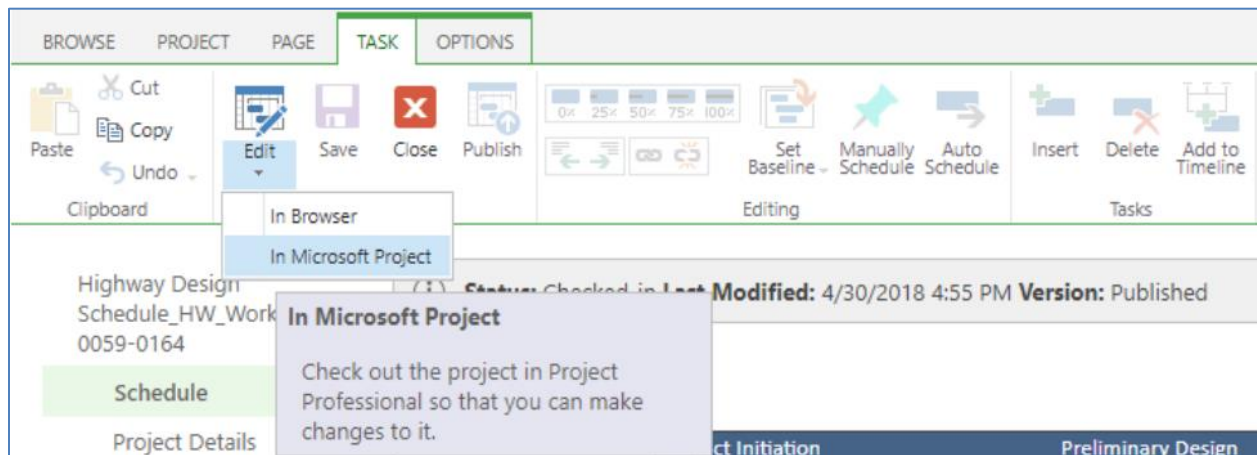 BROWSE PROJECT PAGE TASK OPTIONS
Cut
Copy
Undo
Paste
Edit
Save
Close
Publish
0% 25% 50% 75% 100%
Set
Baseline
Manually
Schedule
Auto
Schedule
Insert
Delete
Add to
Timeline
Clipboard
Editing
Tasks
In Browser
In Microsoft Project
Highway Design
Schedule_HW_Work
0059-0164
Status: Checked-in Last Modified: 4/30/2018 4:55 PM Version: Published
In Microsoft Project
Check out the project in Project
Professional so that you can make
changes to it.
Schedule
Project Details
ct Initiation
Preliminary Design